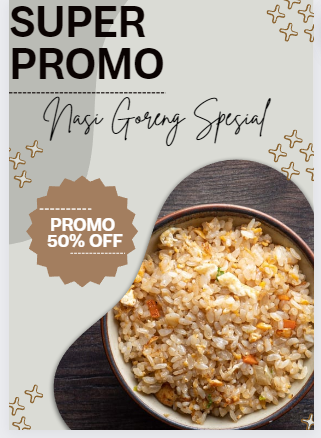 SUPER
PROMO
Nasi Goreng Spesial
PROMO
50% OFF